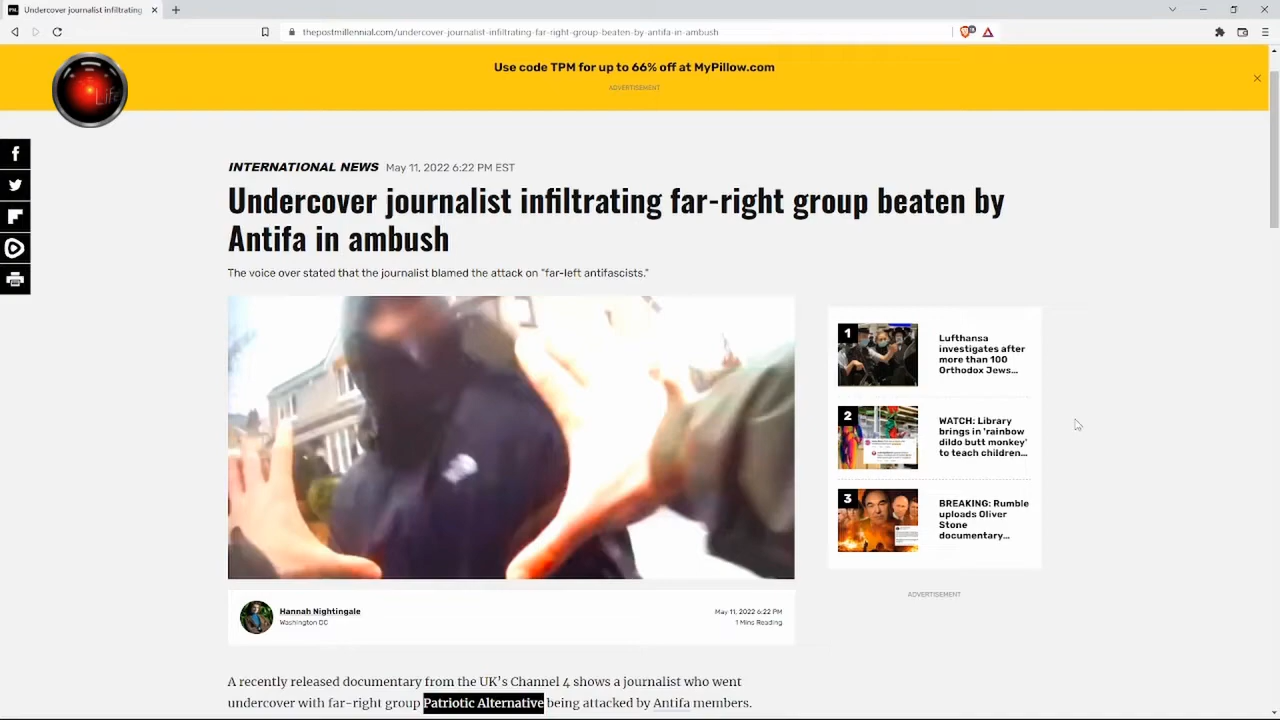 Undercover journalist infiltrating
thepostmillennial.com/undercover-journalist-infiltrating-far-right-group-beaten-by-antifa-in-ambush
Use code TPM for up to 66% off at MyPillow.com
ADVERTISEMENT
Life
INTERNATIONAL NEWS May 11, 2022 6:22 PM EST
Undercover journalist infiltrating far-right group beaten by
Antifa in ambush
The voice over stated that the journalist blamed the attack on "far-left antifascists."
1
Lufthansa
investigates after
more than 100
Orthodox Jews...
2
WATCH: Library
brings in 'rainbow
dildo butt monkey'
to teach children...
3
BREAKING: Rumble
uploads Oliver
Stone
documentary...
ADVERTISEMENT
Hannah Nightingale
Washington DC
May 11, 2022 6:22 PM
1 Mins Reading
A recently released documentary from the UK's Channel 4 shows a journalist who went
undercover with far-right group Patriotic Alternative being attacked by Antifa members.